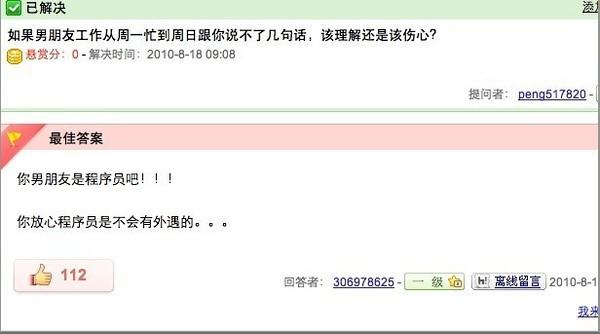 已解决
添加
如果男朋友工作从周一忙到周日跟你说不了几句话，该理解还是该伤心?
悬赏分：0 - 解决时间：2010-8-18 09:08
提问者： peng517820 -
最佳答案
你男朋友是程序员吧！！！
你放心程序员是不会有外遇的。。。
112
回答者： 306978625 - 一 级 h! 离线留言 2010-8-1
我来